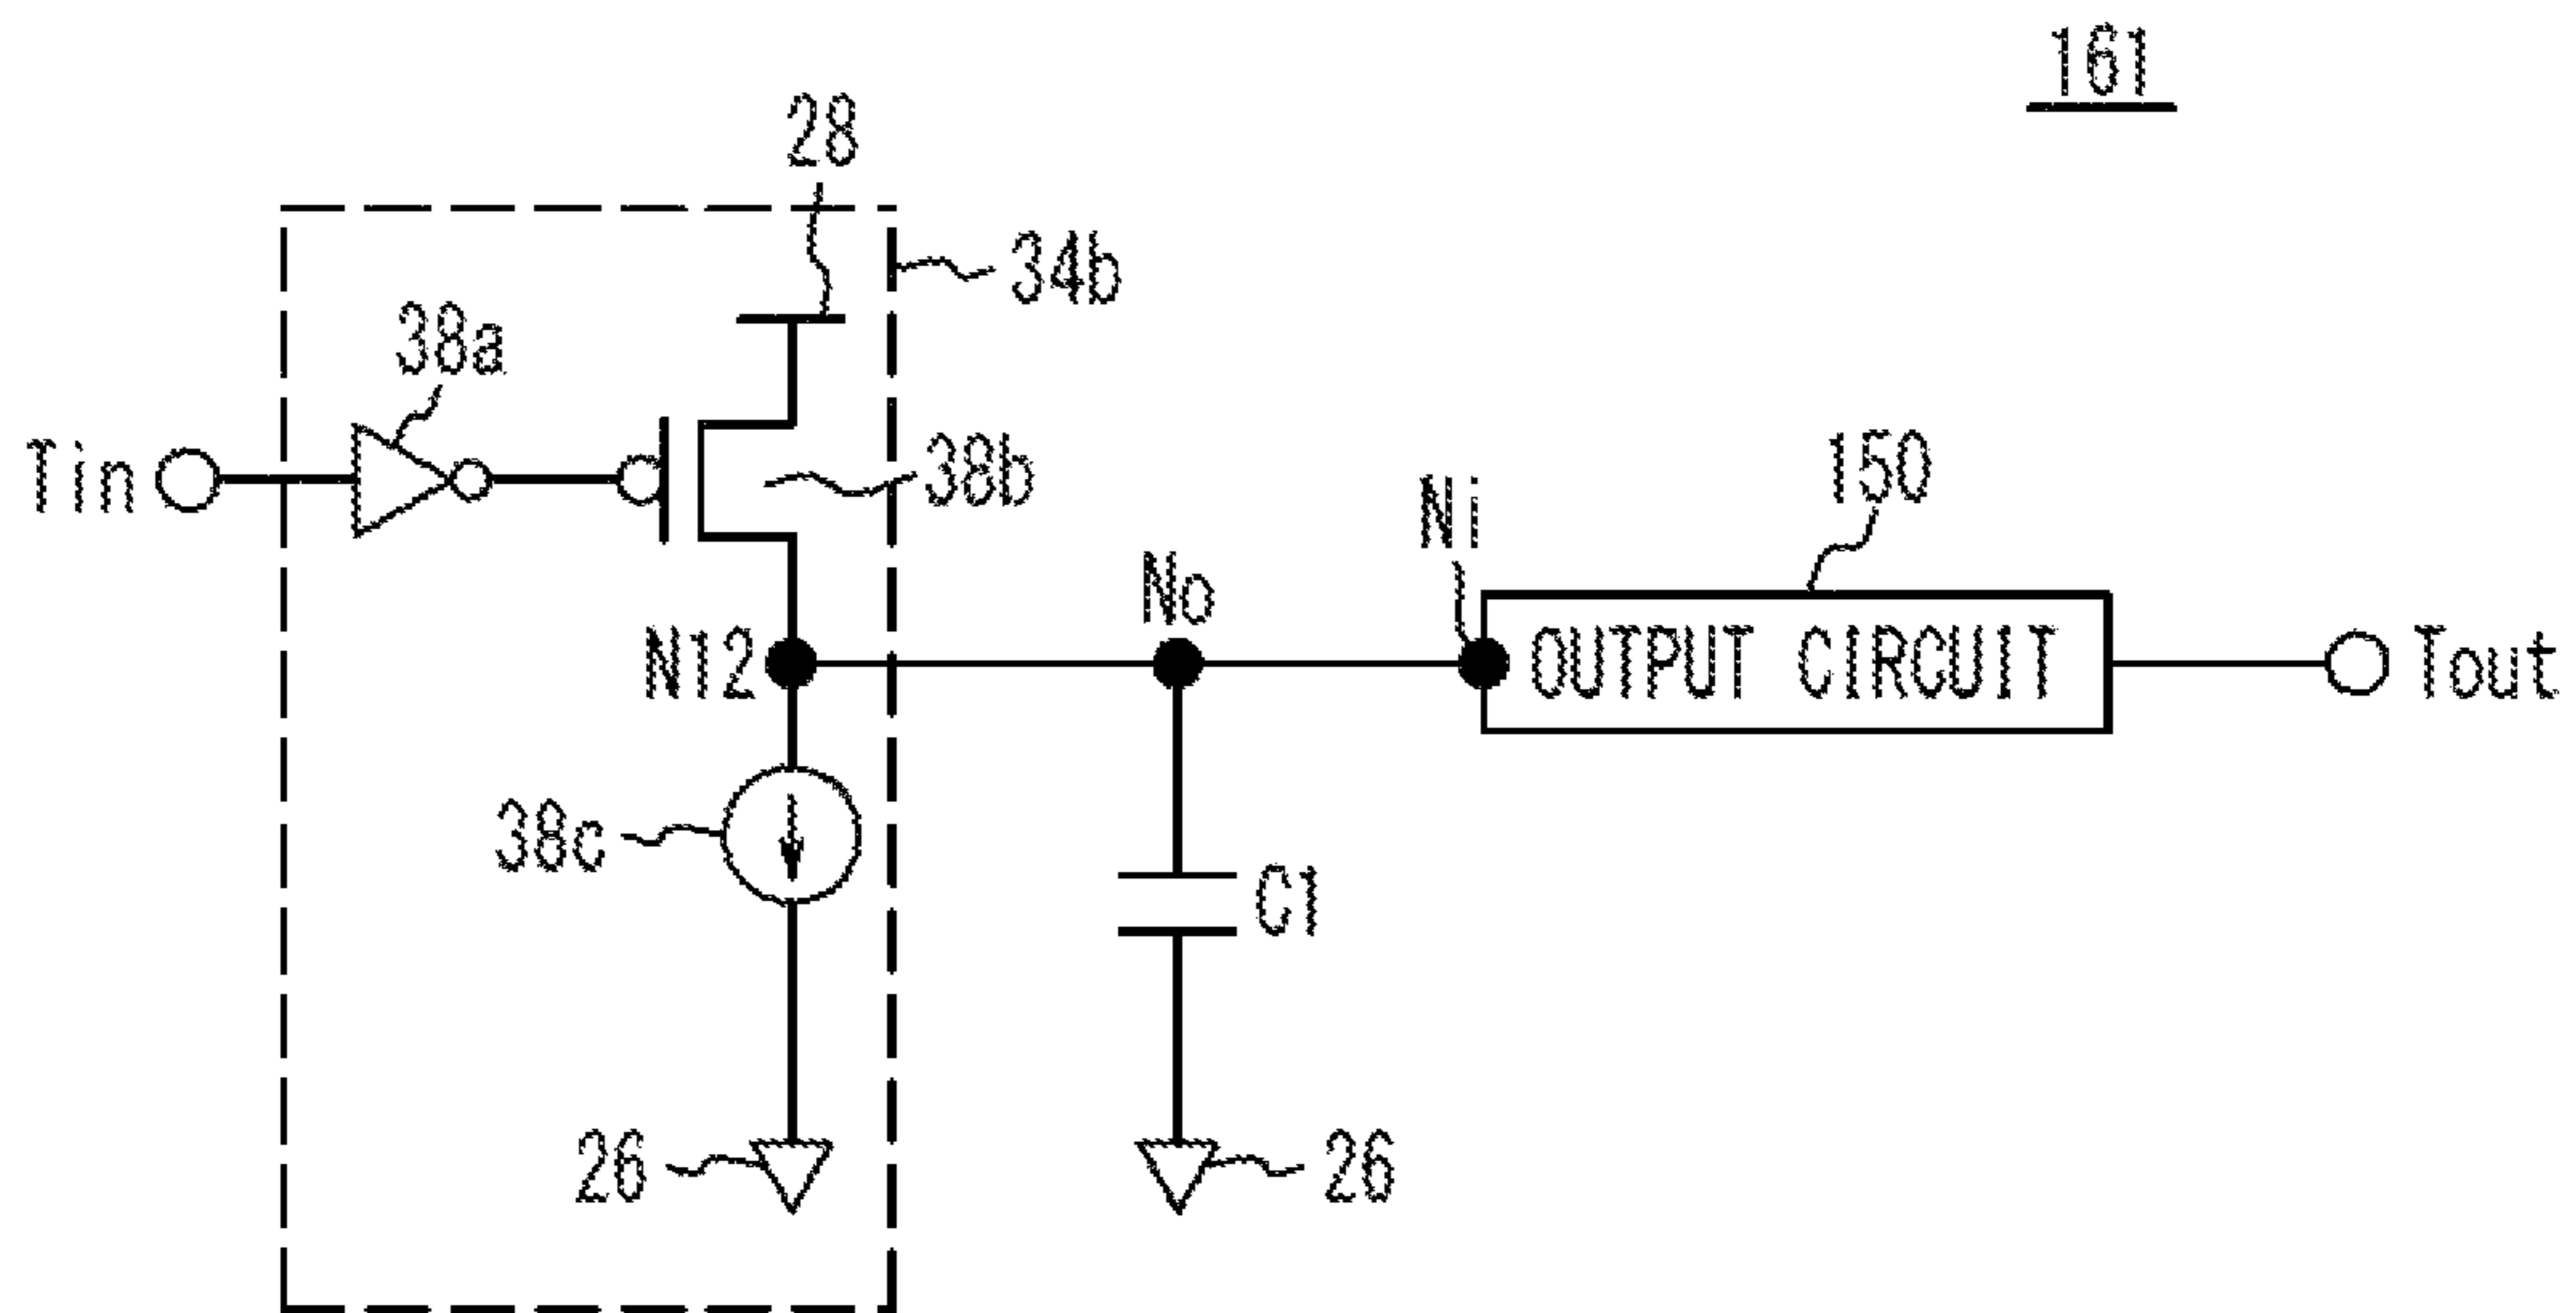 161
28
34b
38a
Tin
38b
150
Ni
No
N12
OUTPUT CIRCUIT
Tout
38c
C1
26
26